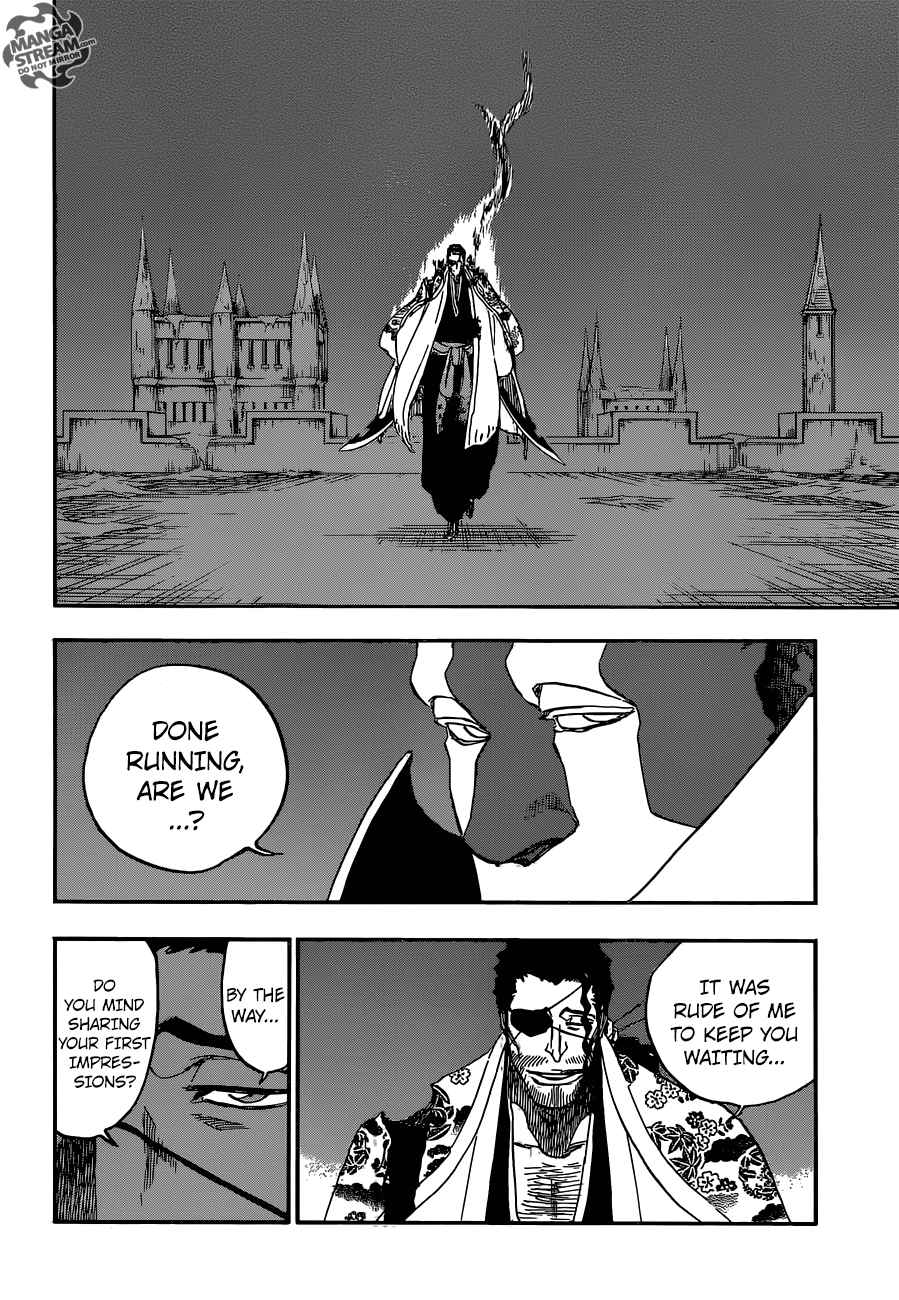 MANGA
STREAM.com
DO NOT MIRROR
DONE
RUNNING,
ARE WE
...?
IT WAS
RUDE OF ME
TO KEEP YOU
WAITING...
BY THE
WAY...
DO
YOU MIND
SHARING
YOUR FIRST
IMPRES-
SIONS?